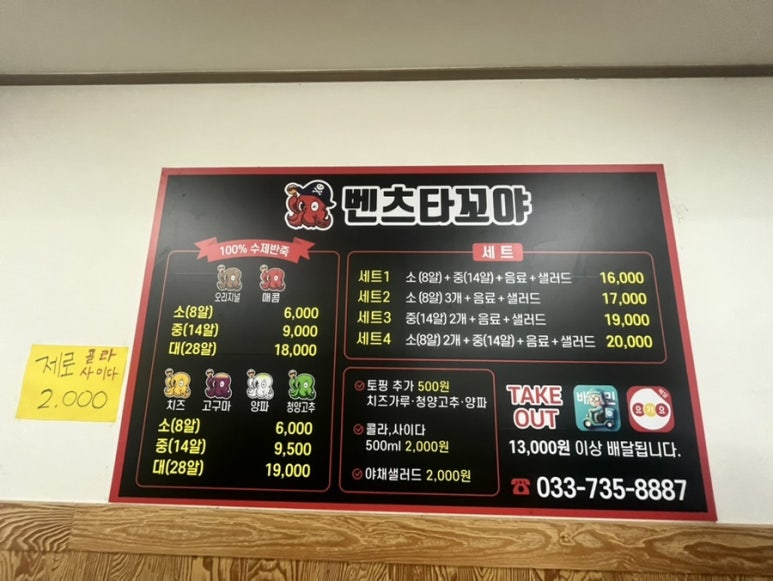 벤츠타꼬야
100% 수제반죽
오리지널 매콤
소(8알) 6,000
중(14알) 9,000
대(28알) 18,000
치즈 고구마 양파 청양고추
소(8알) 6,000
중(14알) 9,500
대(28알) 19,000
세트
세트1 소(8알)+중(14알)+음료+샐러드 16,000
세트2 소(8알) 3개+음료+샐러드 17,000
세트3 중(14알) 2개+음료+샐러드 19,000
세트4 소(8알) 2개+중(14알)+음료+샐러드 20,000
토핑 추가 500원
치즈가루·청양고추·양파
콜라,사이다
500ml 2,000원
야채샐러드 2,000원
TAKE
OUT
요기요
13,000원 이상 배달됩니다.
033-735-8887
제로 콜라
사이다
2.000